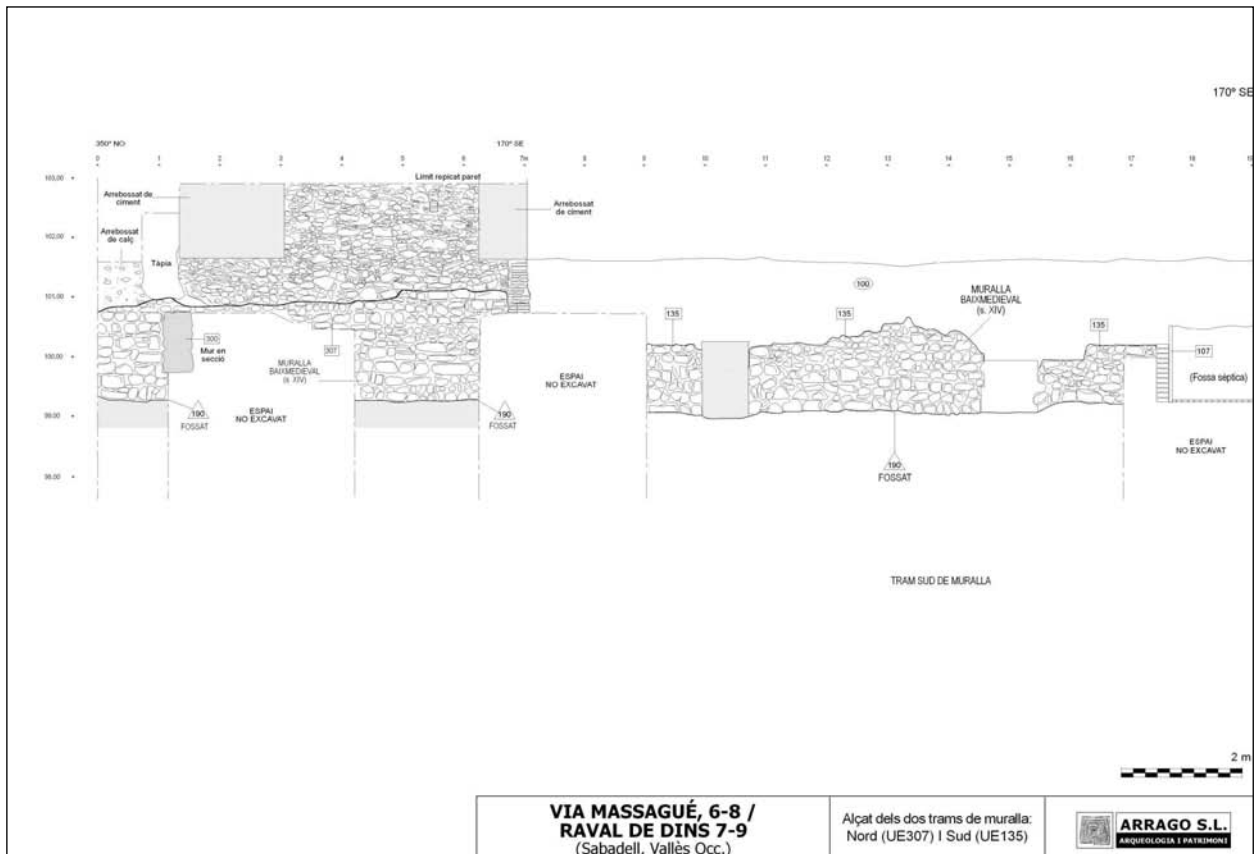 170º SE
350º NO
170º SE
0 1 2 3 4 5 6 7m 8 9 10 11 12 13 14 15 16 17 18
103,00
102,00
101,00
100,00
99,00
98,00
Limit repicat paret
Arrebossat de
ciment
Arrebossat
de ciment
Arrebossat
de calç
Tàpia
300
Mur en
secció
307
MURALLA
BAIXMEDIEVAL
(s. XIV)
ESPAI
NO EXCAVAT
190
FOSSAT
190
FOSSAT
ESPAI
NO EXCAVAT
100
MURALLA
BAIXMEDIEVAL
(s. XIV)
135
135
135
107
(Fossa sèptica)
190
FOSSAT
ESPAI
NO EXCAVAT
TRAM SUD DE MURALLA
2 m
VIA MASSAGUÉ, 6-8 /
RAVAL DE DINS 7-9
(Sabadell, Vallès Occ.)
Alçat dels dos trams de muralla:
Nord (UE307) I Sud (UE135)
ARRAGO S.L.
ARQUEOLOGIA I PATRIMONI